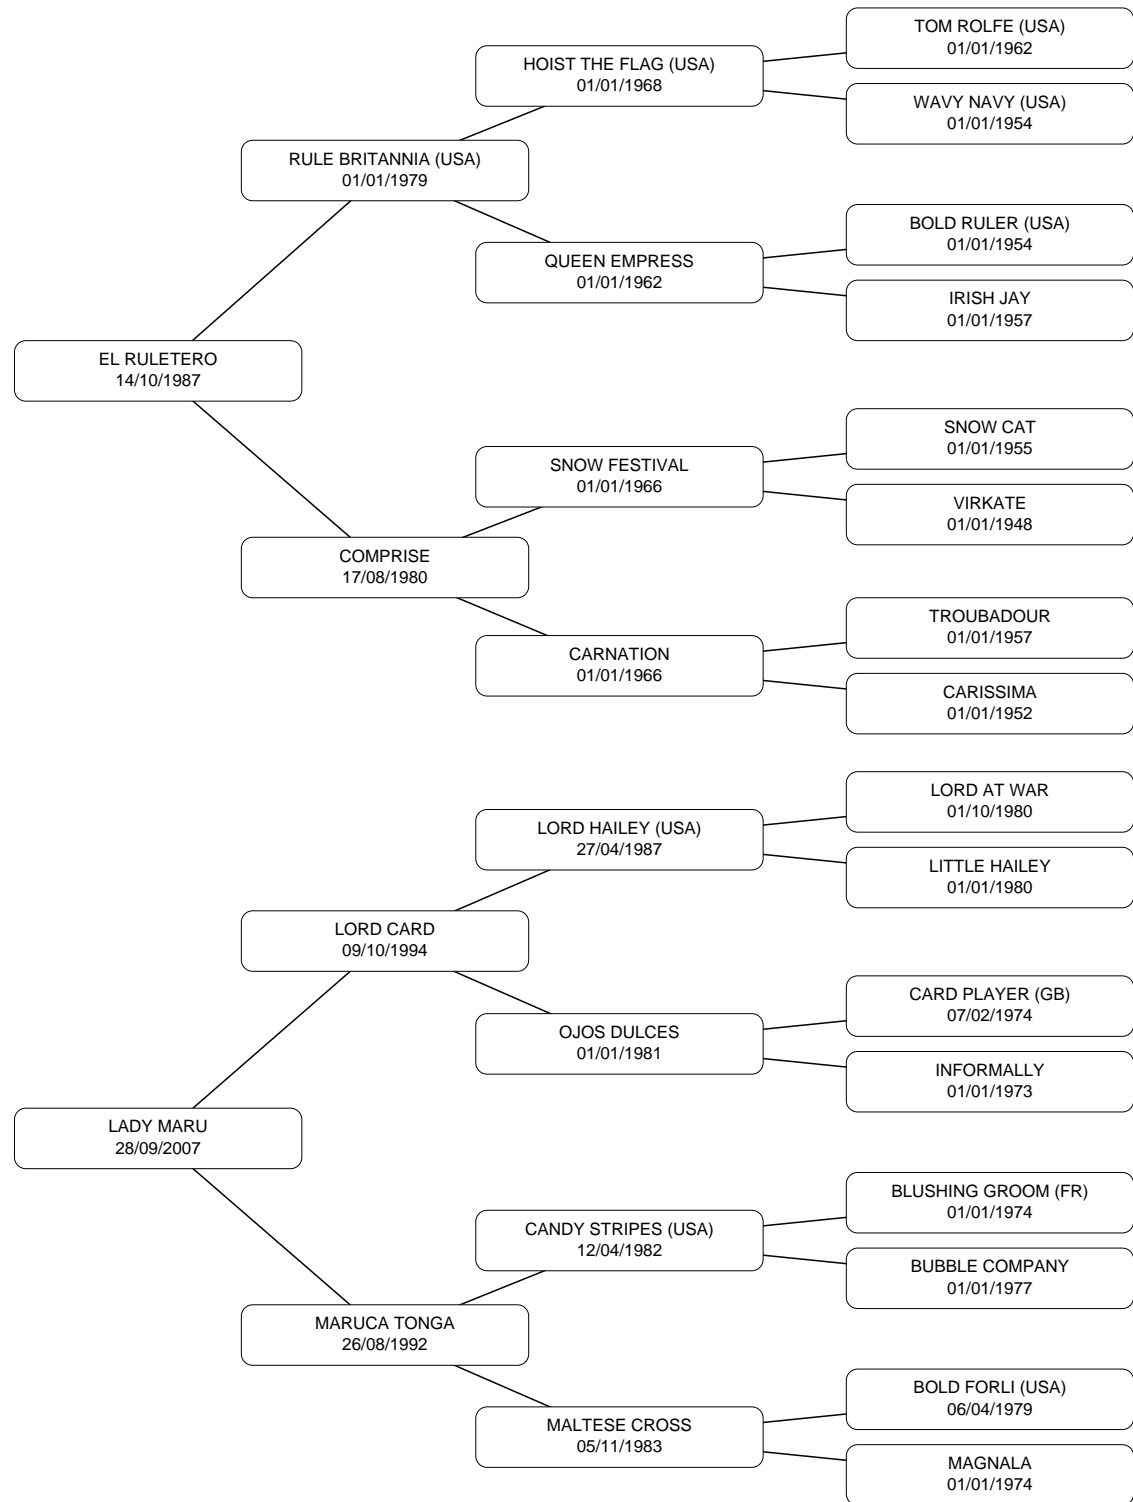 TOM ROLFE (USA)
01/01/1962
HOIST THE FLAG (USA)
01/01/1968
WAVY NAVY (USA)
01/01/1954
RULE BRITANNIA (USA)
01/01/1979
BOLD RULER (USA)
01/01/1954
QUEEN EMPRESS
01/01/1962
IRISH JAY
01/01/1957
EL RULETERO
14/10/1987
SNOW CAT
01/01/1955
SNOW FESTIVAL
01/01/1966
VIRKATE
01/01/1948
COMPRISE
17/08/1980
TROUBADOUR
01/01/1957
CARNATION
01/01/1966
CARISSIMA
01/01/1952
LORD AT WAR
01/10/1980
LORD HAILEY (USA)
27/04/1987
LITTLE HAILEY
01/01/1980
LORD CARD
09/10/1994
CARD PLAYER (GB)
07/02/1974
OJOS DULCES
01/01/1981
INFORMALLY
01/01/1973
LADY MARU
28/09/2007
BLUSHING GROOM (FR)
01/01/1974
CANDY STRIPES (USA)
12/04/1982
BUBBLE COMPANY
01/01/1977
MARUCA TONGA
26/08/1992
BOLD FORLI (USA)
06/04/1979
MALTESE CROSS
05/11/1983
MAGNALA
01/01/1974